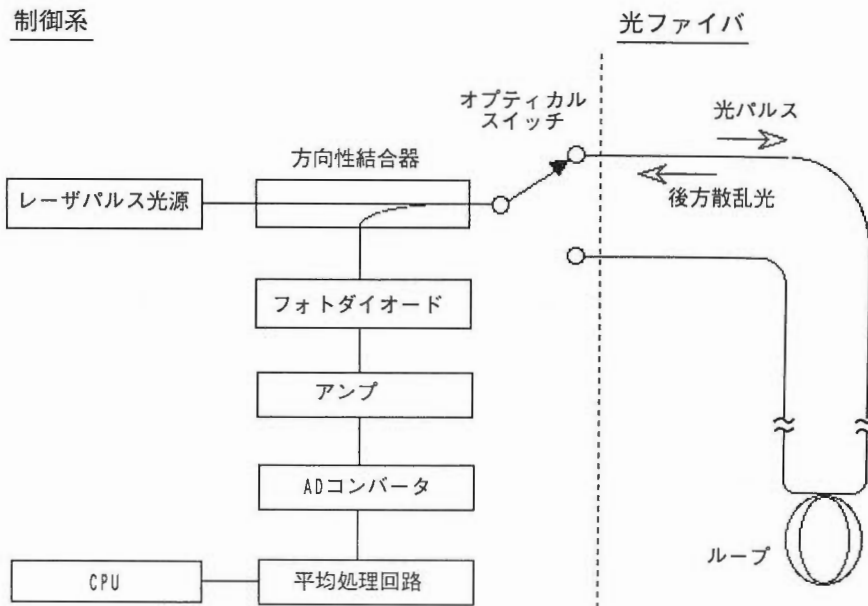 制御系
光ファイバ
オプティカル
スイッチ
光パルス
方向性結合器
レーザパルス光源
後方散乱光
フォトダイオード
アンプ
ADコンバータ
ループ
CPU
平均処理回路